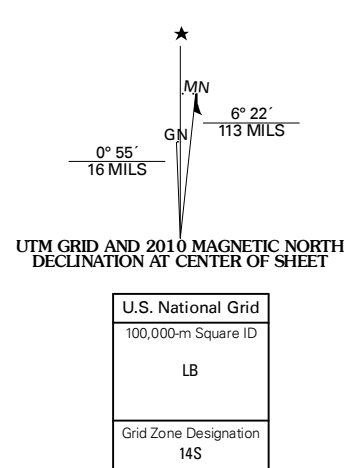 MN
6° 22´
113 MILS
GN
0° 55´
16 MILS
UTM GRID AND 2010 MAGNETIC NORTH
DECLINATION AT CENTER OF SHEET
U.S. National Grid
100,000-m Square ID
LB
Grid Zone Designation
14S